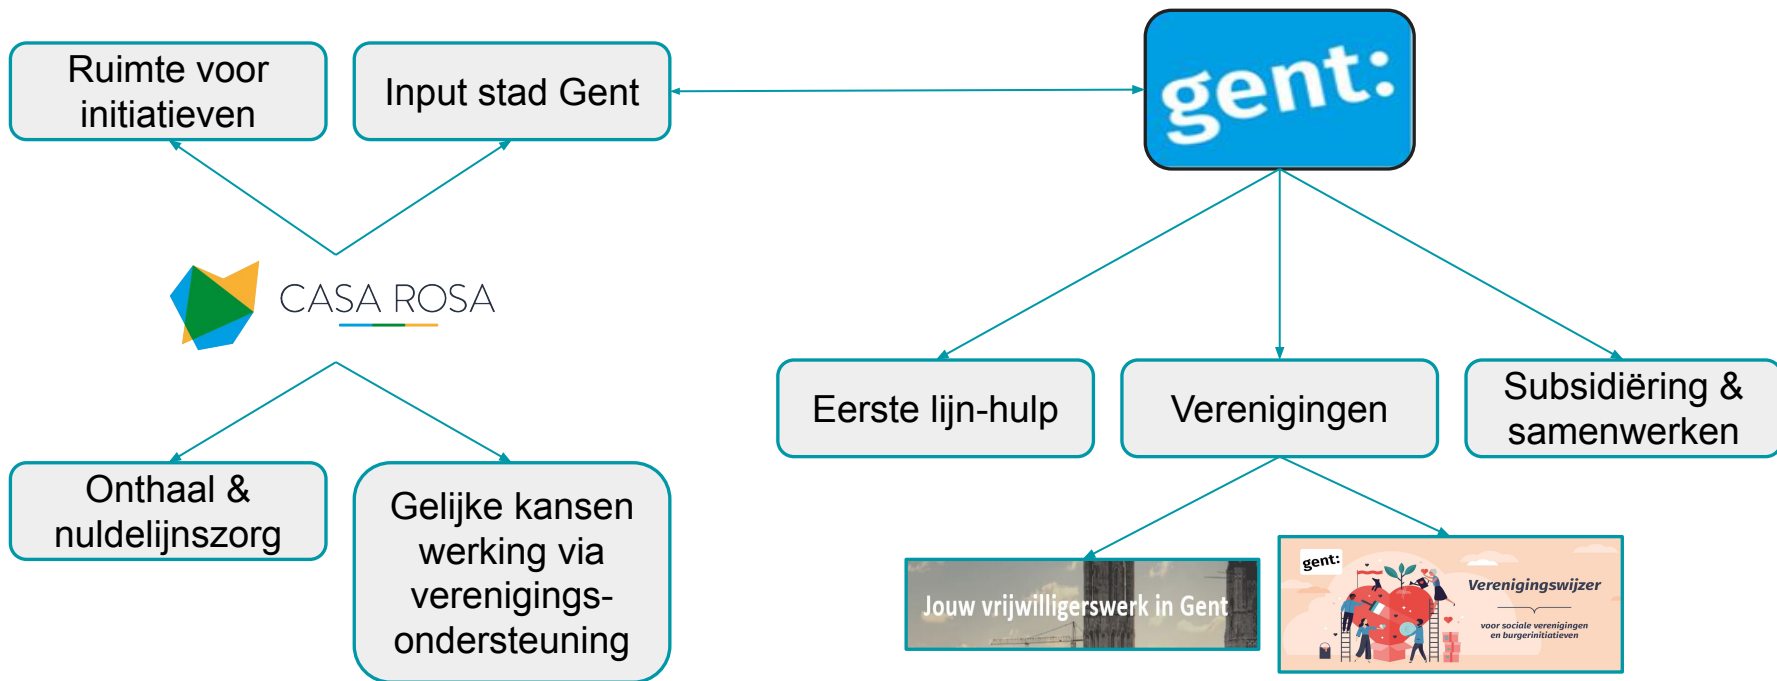 Ruimte voor
initiatieven
Input stad Gent
gent:
CASA ROSA
Onthaal &
nuldelijnszorg
Gelijke kansen
werking via
verenigings-
ondersteuning
Eerste lijn-hulp
Verenigingen
Subsidiëring &
samenwerken
Jouw vrijwilligerswerk in Gent
gent:
Verenigingswijzer
voor sociale verenigingen
en burgerinitiatieven